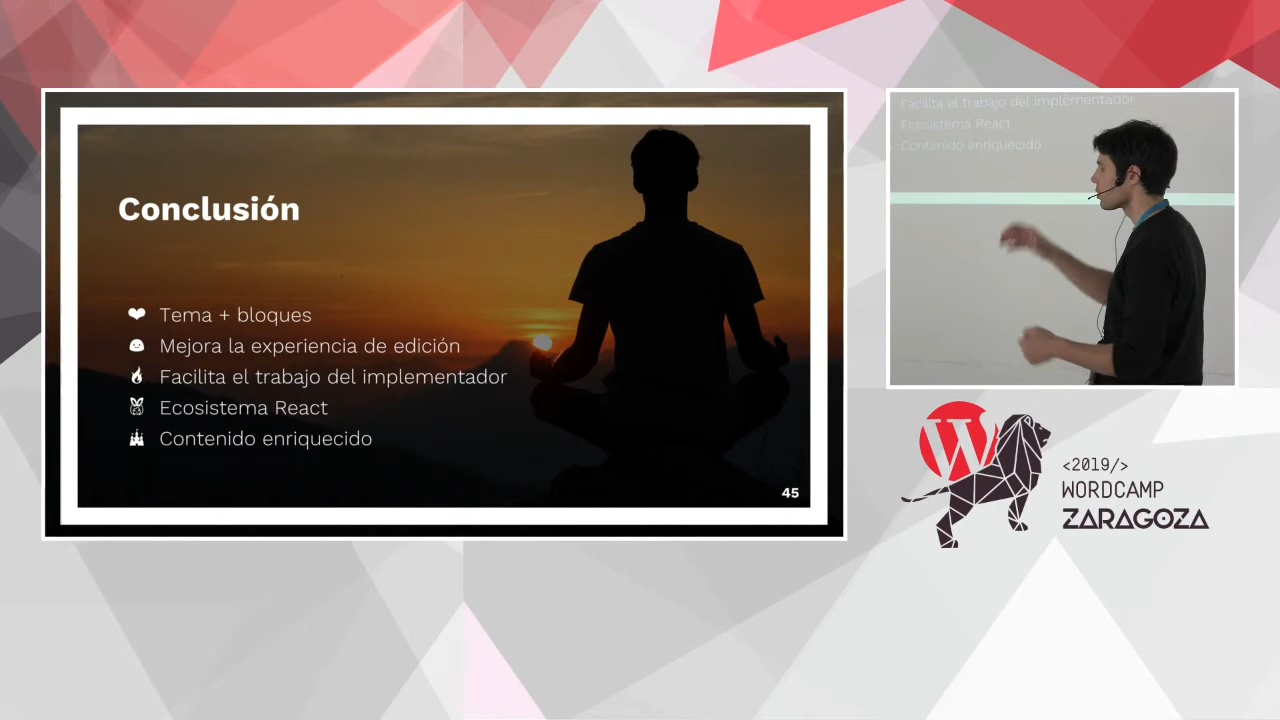 Conclusión
Tema + bloques
Mejora la experiencia de edición
Facilita el trabajo del implementador
Ecosistema React
Contenido enriquecido
45
Facilita el trabajo del implementador
Ecosistema React
Contenido enriquecido
W
<2019/>
WORDCAMP
ZARAGOZA